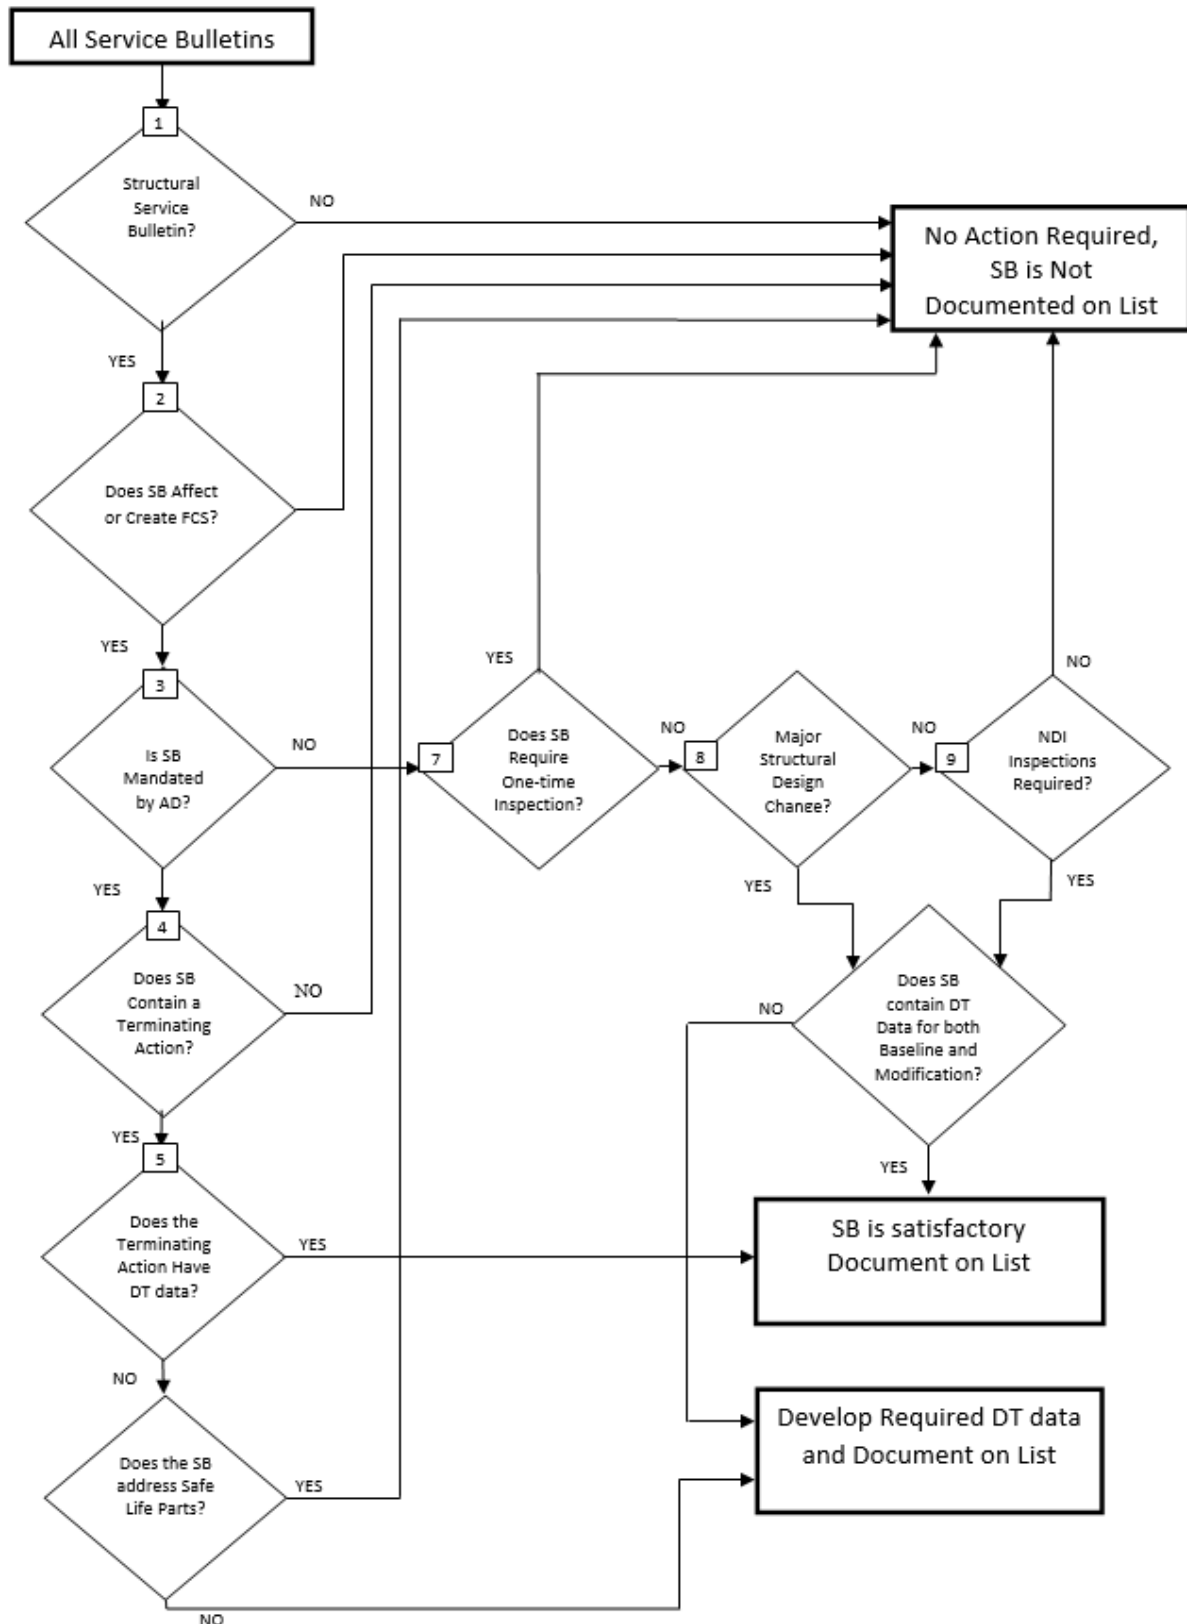 All Service Bulletins
1
Structural
Service
Bulletin?
NO
No Action Required,
SB is Not
Documented on List
YES
2
Does SB Affect
or Create FCS?
YES
3
Is SB
Mandated
by AD?
NO
7
Does SB
Require
One-time
Inspection?
YES
NO
8
Major
Structural
Design
Change?
NO
9
NDI
Inspections
Required?
NO
YES
YES
YES
4
Does SB
Contain a
Terminating
Action?
NO
Does SB
contain DT
Data for both
Baseline and
Modification?
NO
YES
YES
5
Does the
Terminating
Action Have
DT data?
YES
SB is satisfactory
Document on List
NO
Does the SB
address Safe
Life Parts?
YES
NO
Develop Required DT data
and Document on List